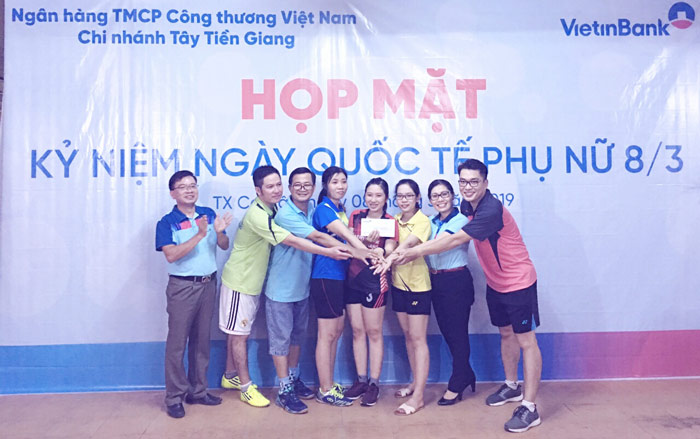 Ngân hàng TMCP Công thương Việt Nam
Chi nhánh Tây Tiền Giang
VietinBank
HỌP MẶT
KỶ NIỆM NGÀY QUỐC TẾ PHỤ NỮ 8/3
TX
3